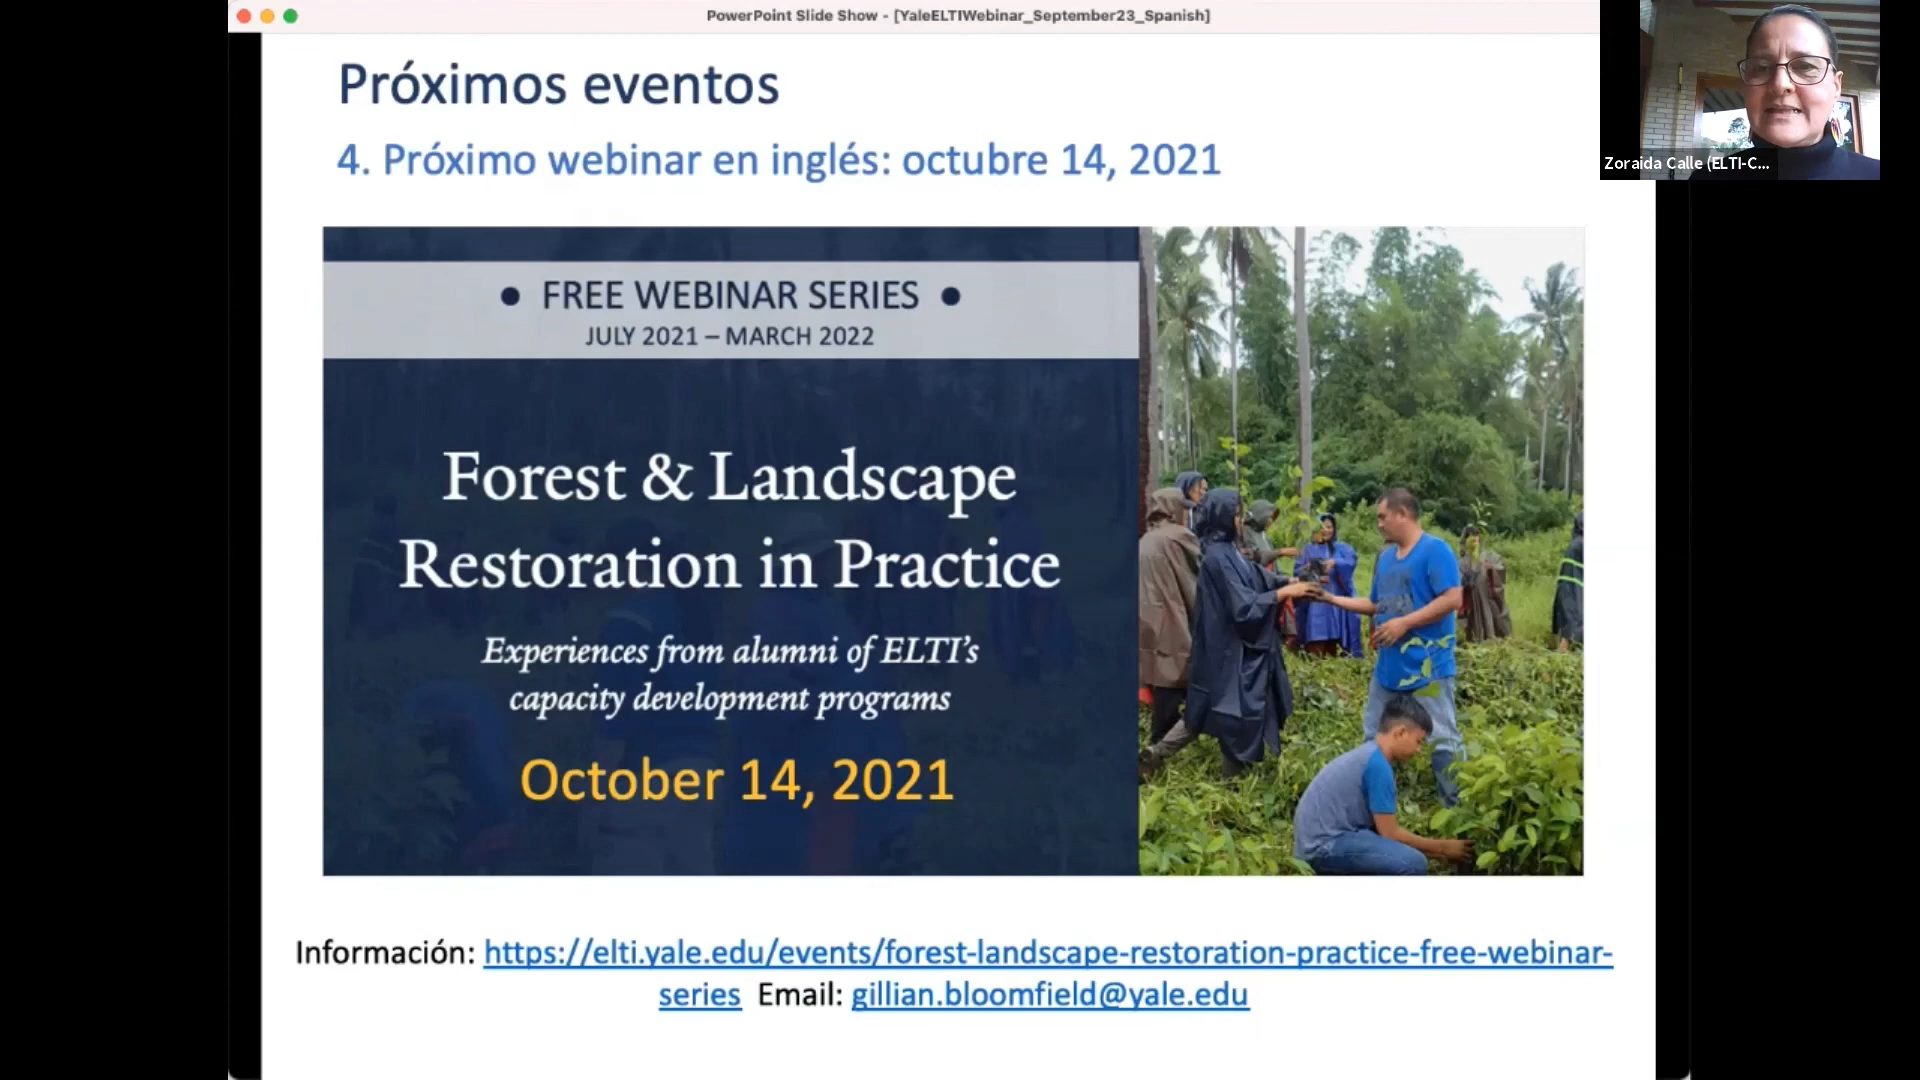 PowerPoint Slide Show - [YaleELTIWebinar_September23_Spanish]
Próximos eventos
4. Próximo webinar en inglés: octubre 14, 2021
Zoraida Calle (ELTI-C...
• FREE WEBINAR SERIES •
JULY 2021 – MARCH 2022
Forest & Landscape
Restoration in Practice
Experiences from alumni of ELTI's
capacity development programs
October 14, 2021
Información: https://elti.yale.edu/events/forest-landscape-restoration-practice-free-webinar-
series Email: gillian.bloomfield@yale.edu